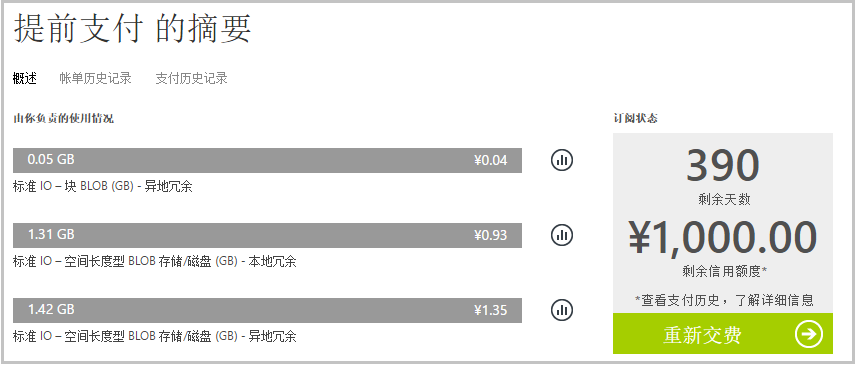 提前支付 的摘要
概述 帐单历史记录 支付历史记录
由你负责的使用情况
0.05 GB ¥0.04
标准 IO – 块 BLOB (GB) - 异地冗余
1.31 GB ¥0.93
标准 IO – 空间长度型 BLOB 存储/磁盘 (GB) - 本地冗余
1.42 GB ¥1.35
标准 IO – 空间长度型 BLOB 存储/磁盘 (GB) - 异地冗余
订阅状态
390
剩余天数
¥1,000.00
剩余信用额度*
*查看支付历史，了解详细信息
重新交费